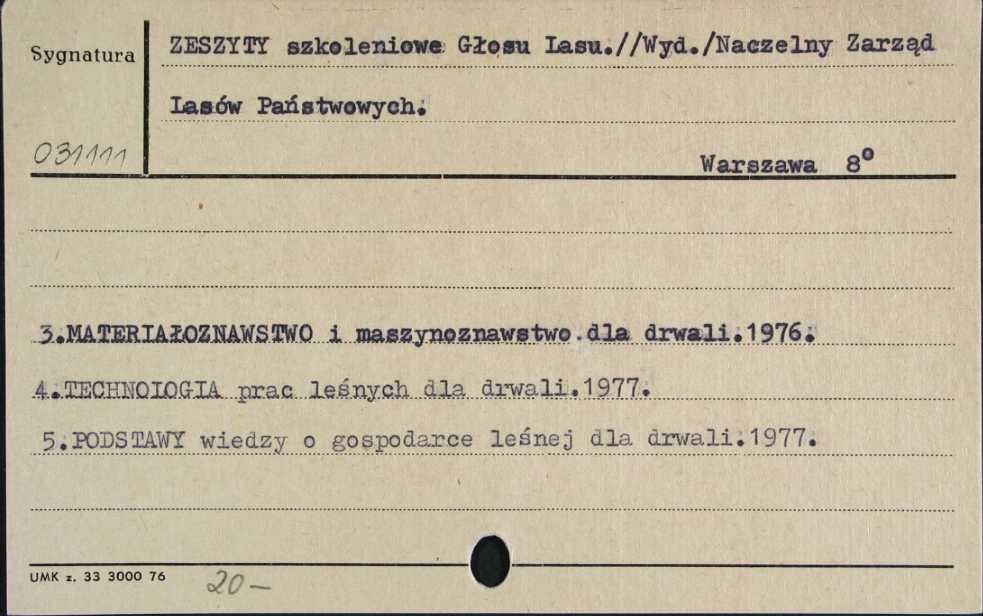 Sygnatura
ZESZYTY szkoleniowe Głosu Lasu.//Wyd./Naczelny Zarząd
Lasów Państwowych.
031111
Warszawa 8°
3.MATERIAŁOZNAWSTWO i maszynoznawstwo dla drwali.1976.
4.TECHNOLOGIA prac leśnych dla drwali.1977.
5.PODSTAWY wiedzy o gospodarce leśnej dla drwali.1977.
UMK z. 33 3000 76
20-